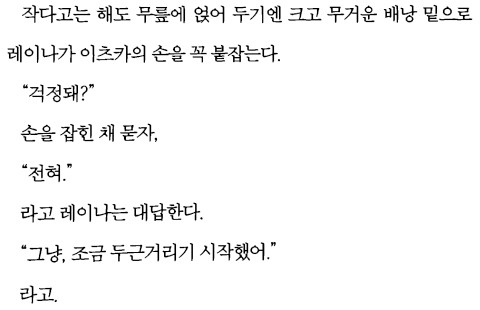 작다고는 해도 무릎에 얹어 두기엔 크고 무거운 배낭 밑으로
레이나가 이츠카의 손을 꼭 붙잡는다.
“걱정돼?”
손을 잡힌 채 묻자,
“전혀.”
라고 레이나는 대답한다.
“그냥, 조금 두근거리기 시작했어.”
라고.